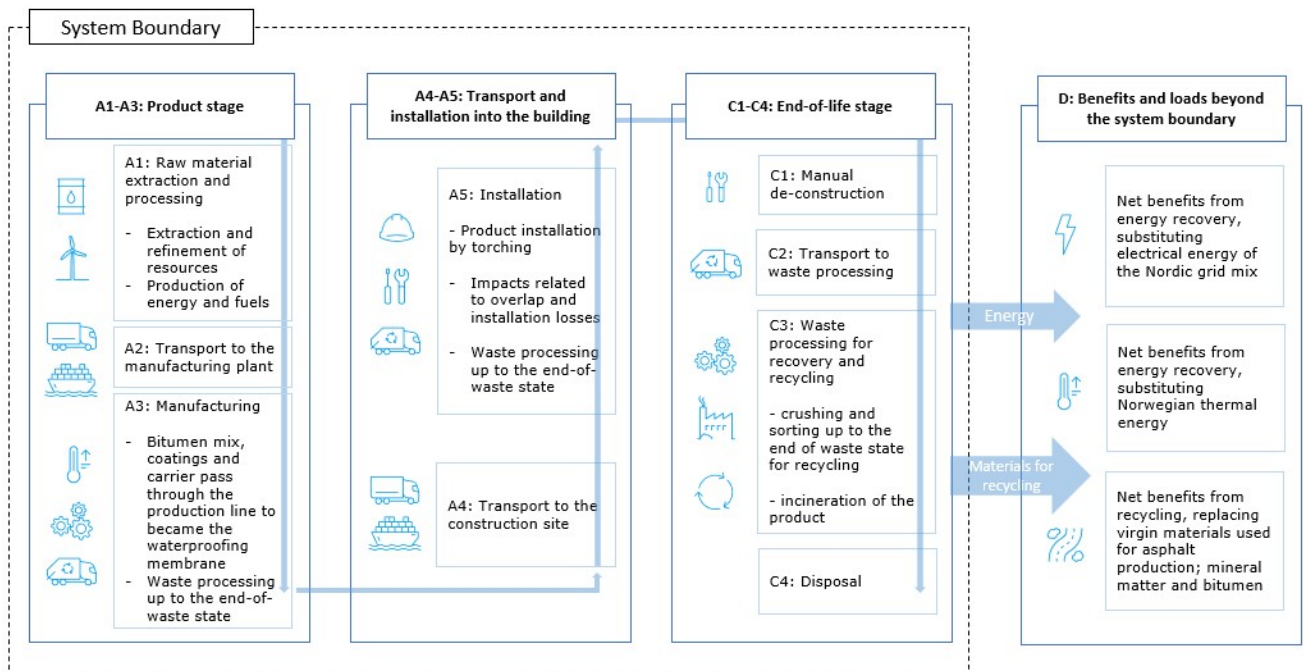 System Boundary
A1-A3: Product stage
A1: Raw material
extraction and
processing
- Extraction and
refinement of
resources
- Production of
energy and fuels
A2: Transport to the
manufacturing plant
A3: Manufacturing
- Bitumen mix,
coatings and
carrier pass
through the
production line to
became the
waterproofing
membrane
- Waste processing
up to the end-of-
waste state
A4-A5: Transport and
installation into the building
A5: Installation
- Product installation
by torching
- Impacts related
to overlap and
installation losses
- Waste processing
up to the end-of-
waste state
A4: Transport to the
construction site
C1-C4: End-of-life stage
C1: Manual
de-construction
C2: Transport to
waste processing
C3: Waste
processing for
recovery and
recycling
- crushing and
sorting up to the
end of waste state
for recycling
- incineration of the
product
C4: Disposal
Energy
Materials for
recycling
D: Benefits and loads beyond
the system boundary
Net benefits from
energy recovery,
substituting
electrical energy of
the Nordic grid mix
Net benefits from
energy recovery,
substituting
Norwegian thermal
energy
Net benefits from
recycling, replacing
virgin materials used
for asphalt
production; mineral
matter and bitumen